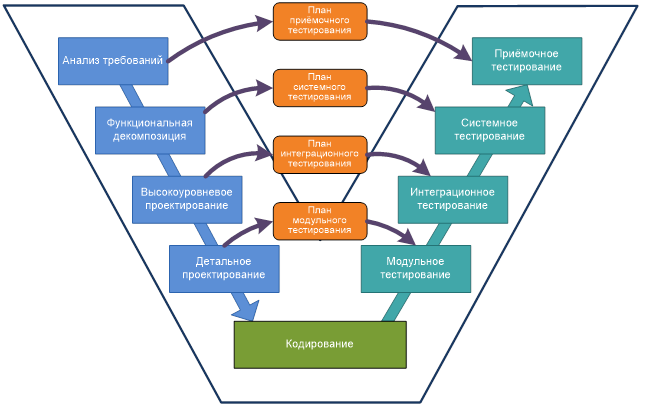 План
приёмочного
тестирования
Анализ требований
Приёмочное
тестирование
План
системного
тестирования
Функциональная
декомпозиция
Системное
тестирование
План
интеграционного
тестирования
Высокоуровневое
проектирование
Интеграционное
тестирование
План
модульного
тестирования
Детальное
проектирование
Модульное
тестирование
Кодирование